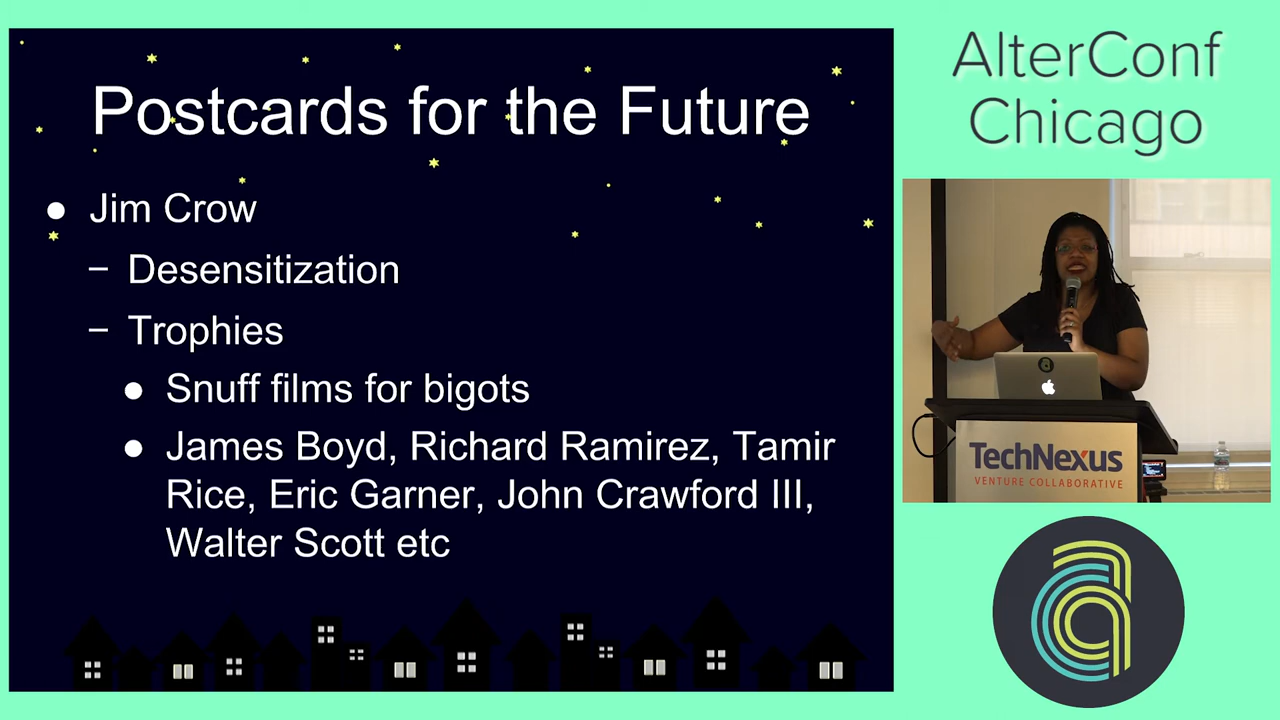 Postcards for the Future
● Jim Crow
– Desensitization
– Trophies
● Snuff films for bigots
● James Boyd, Richard Ramirez, Tamir
Rice, Eric Garner, John Crawford III,
Walter Scott etc
AlterConf
Chicago
TechNexus
VENTURE COLLABORATIVE